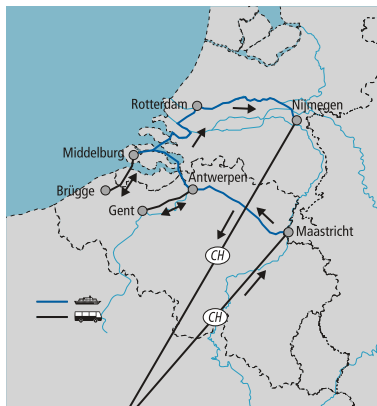 Rotterdam
Nijmegen
Middelburg
Antwerpen
Brügge
Gent
Maastricht
CH
CH